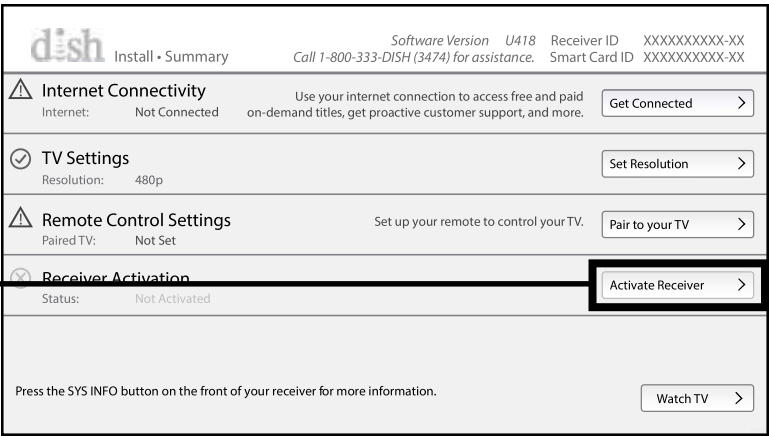 dish Install • Summary
Software Version U418 Receiver ID XXXXXXXXXX-XX
Call 1-800-333-DISH (3474) for assistance. Smart Card ID XXXXXXXXXX-XX
Internet Connectivity
Internet: Not Connected
Use your internet connection to access free and paid
on-demand titles, get proactive customer support, and more.
Get Connected
TV Settings
Resolution: 480p
Set Resolution
Remote Control Settings
Paired TV: Not Set
Set up your remote to control your TV.
Pair to your TV
Receiver Activation
Status: Not Activated
Activate Receiver
Press the SYS INFO button on the front of your receiver for more information.
Watch TV